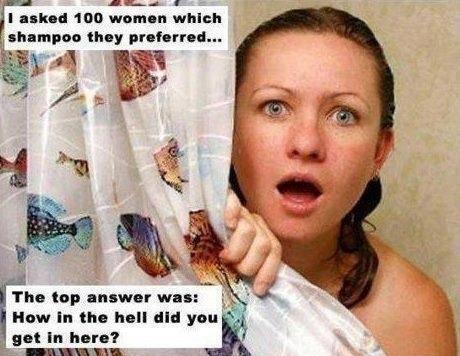 I asked 100 women which
shampoo they preferred...
The top answer was:
How in the hell did you
get in here?